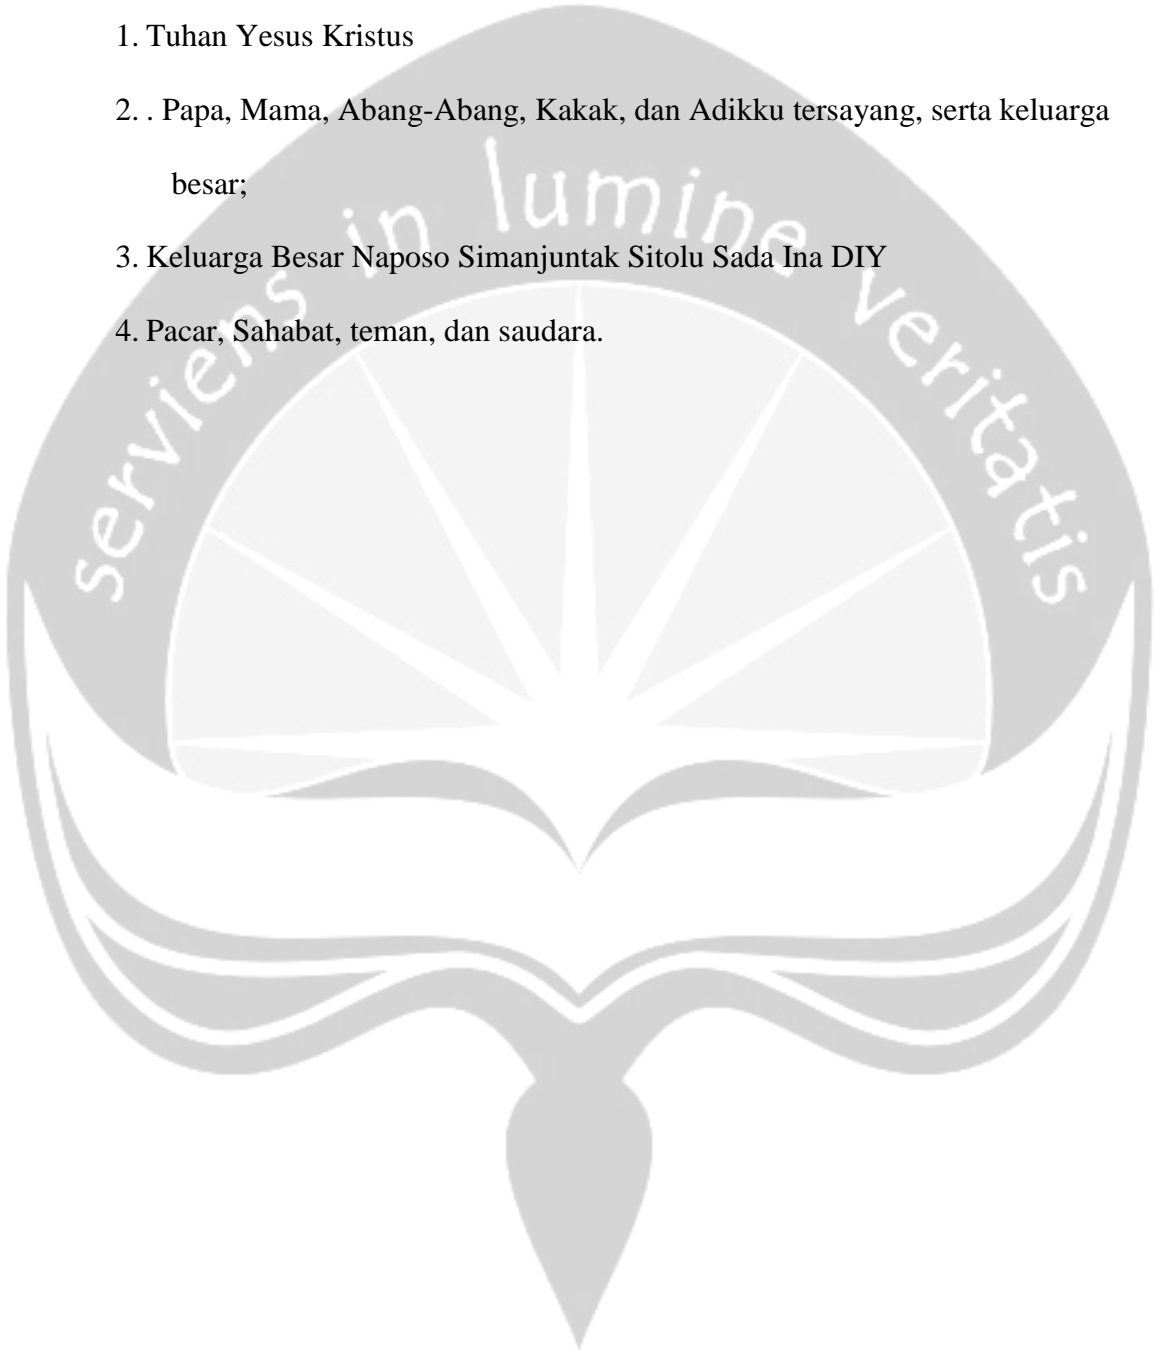 1. Tuhan Yesus Kristus
2. . Papa, Mama, Abang-Abang, Kakak, dan Adikku tersayang, serta keluarga
besar;
3. Keluarga Besar Naposo Simanjuntak Sitolu Sada Ina DIY
4. Pacar, Sahabat, teman, dan saudara.
serviens in lumine veritatis